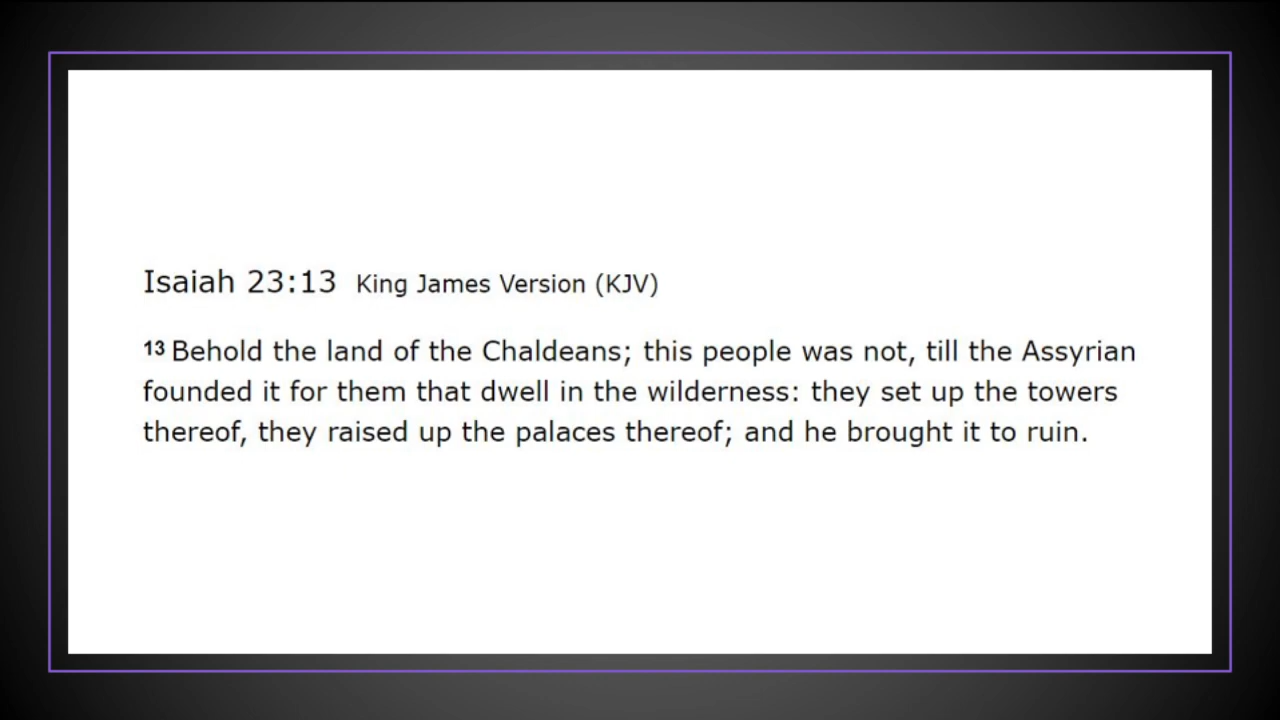 Isaiah 23:13 King James Version (KJV)
13 Behold the land of the Chaldeans; this people was not, till the Assyrian
founded it for them that dwell in the wilderness: they set up the towers
thereof, they raised up the palaces thereof; and he brought it to ruin.